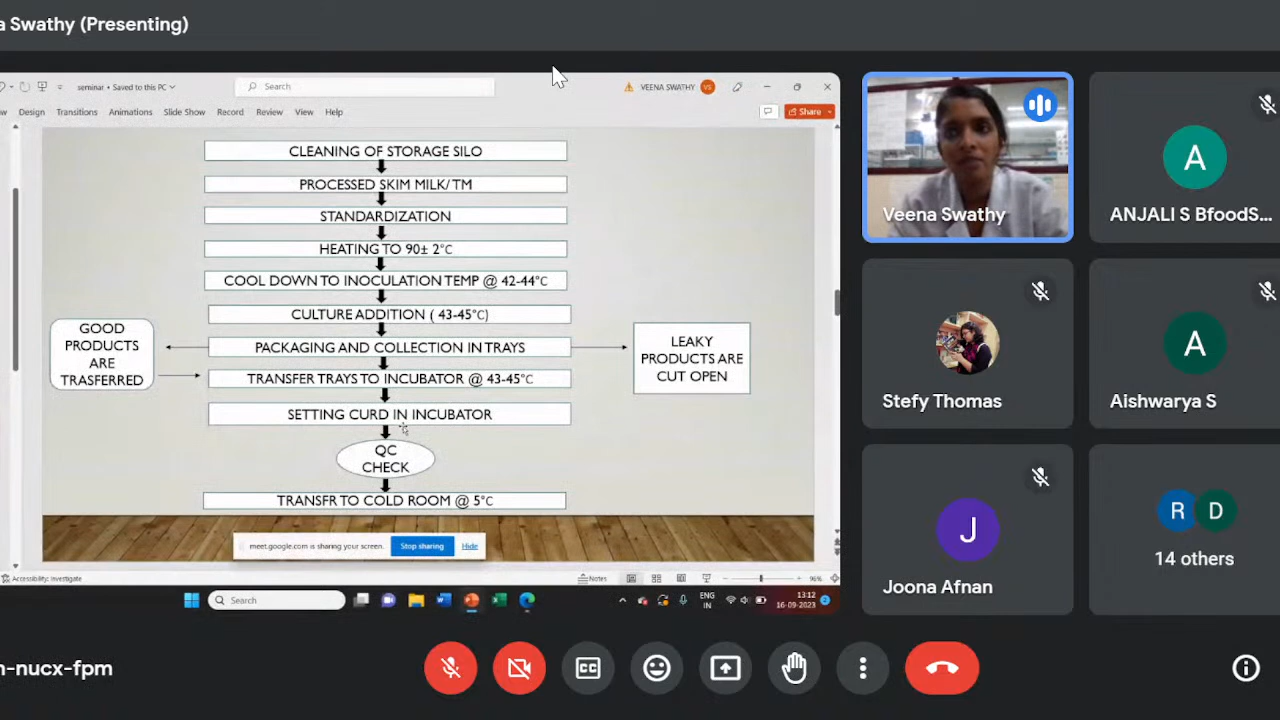 a Swathy (Presenting)
seminar • Saved to this PC
Search
VEENA SWATHY
VS
Design
Transitions
Animations
Slide Show
Record
Review
View
Help
Share
CLEANING OF STORAGE SILO
PROCESSED SKIM MILK/ TM
STANDARDIZATION
HEATING TO 90± 2°C
COOL DOWN TO INOCULATION TEMP @ 42-44°C
CULTURE ADDITION ( 43-45°C)
GOOD
PRODUCTS
ARE
TRASFERRED
PACKAGING AND COLLECTION IN TRAYS
LEAKY
PRODUCTS ARE
CUT OPEN
TRANSFER TRAYS TO INCUBATOR @ 43-45°C
SETTING CURD IN INCUBATOR
QC
CHECK
TRANSFR TO COLD ROOM @ 5°C
meet.google.com is sharing your screen.
Stop sharing
Hide
Accessibility: Investigate
Notes
96%
Search
ENG
IN
13:12
16-09-2023
2
Veena Swathy
A
ANJALI S BfoodS...
Stefy Thomas
A
Aishwarya S
J
Joona Afnan
R
D
14 others
n-nucx-fpm